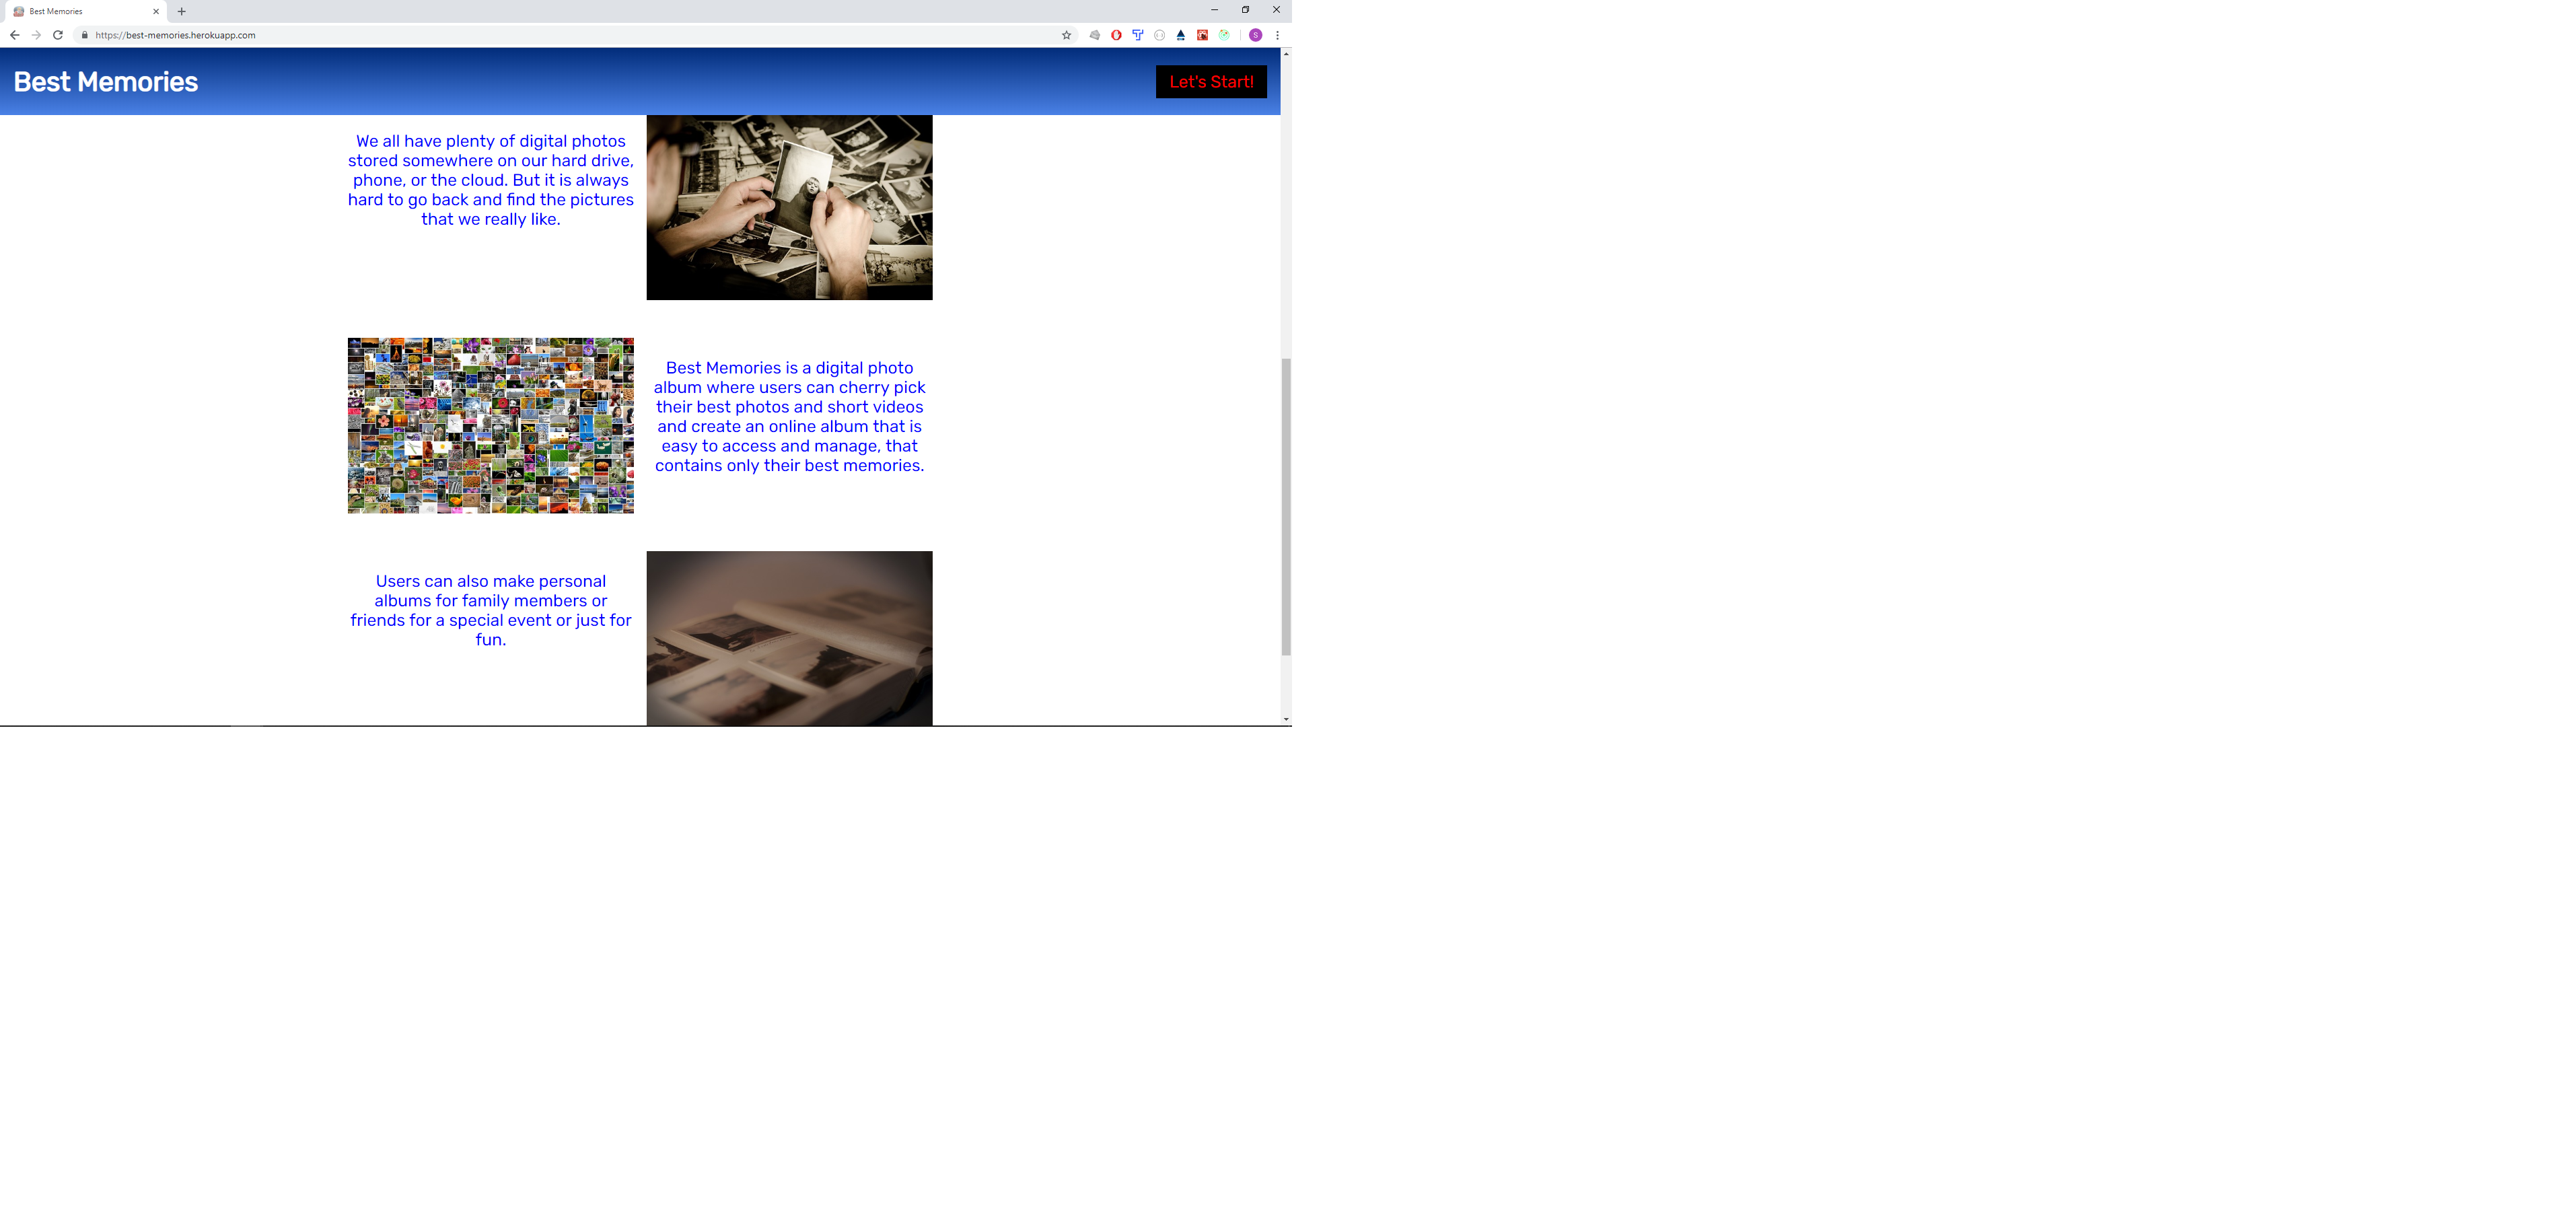 Best Memories
https://best-memories.herokuapp.com
S
Best Memories
Let's Start!
We all have plenty of digital photos
stored somewhere on our hard drive,
phone, or the cloud. But it is always
hard to go back and find the pictures
that we really like.
Best Memories is a digital photo
album where users can cherry pick
their best photos and short videos
and create an online album that is
easy to access and manage, that
contains only their best memories.
Users can also make personal
albums for family members or
friends for a special event or just for
fun.